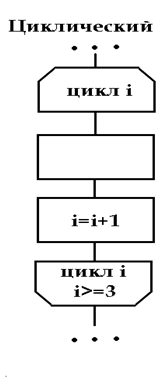 Циклический
• • •
цикл i
i=i+1
цикл i
i>=3
• • •